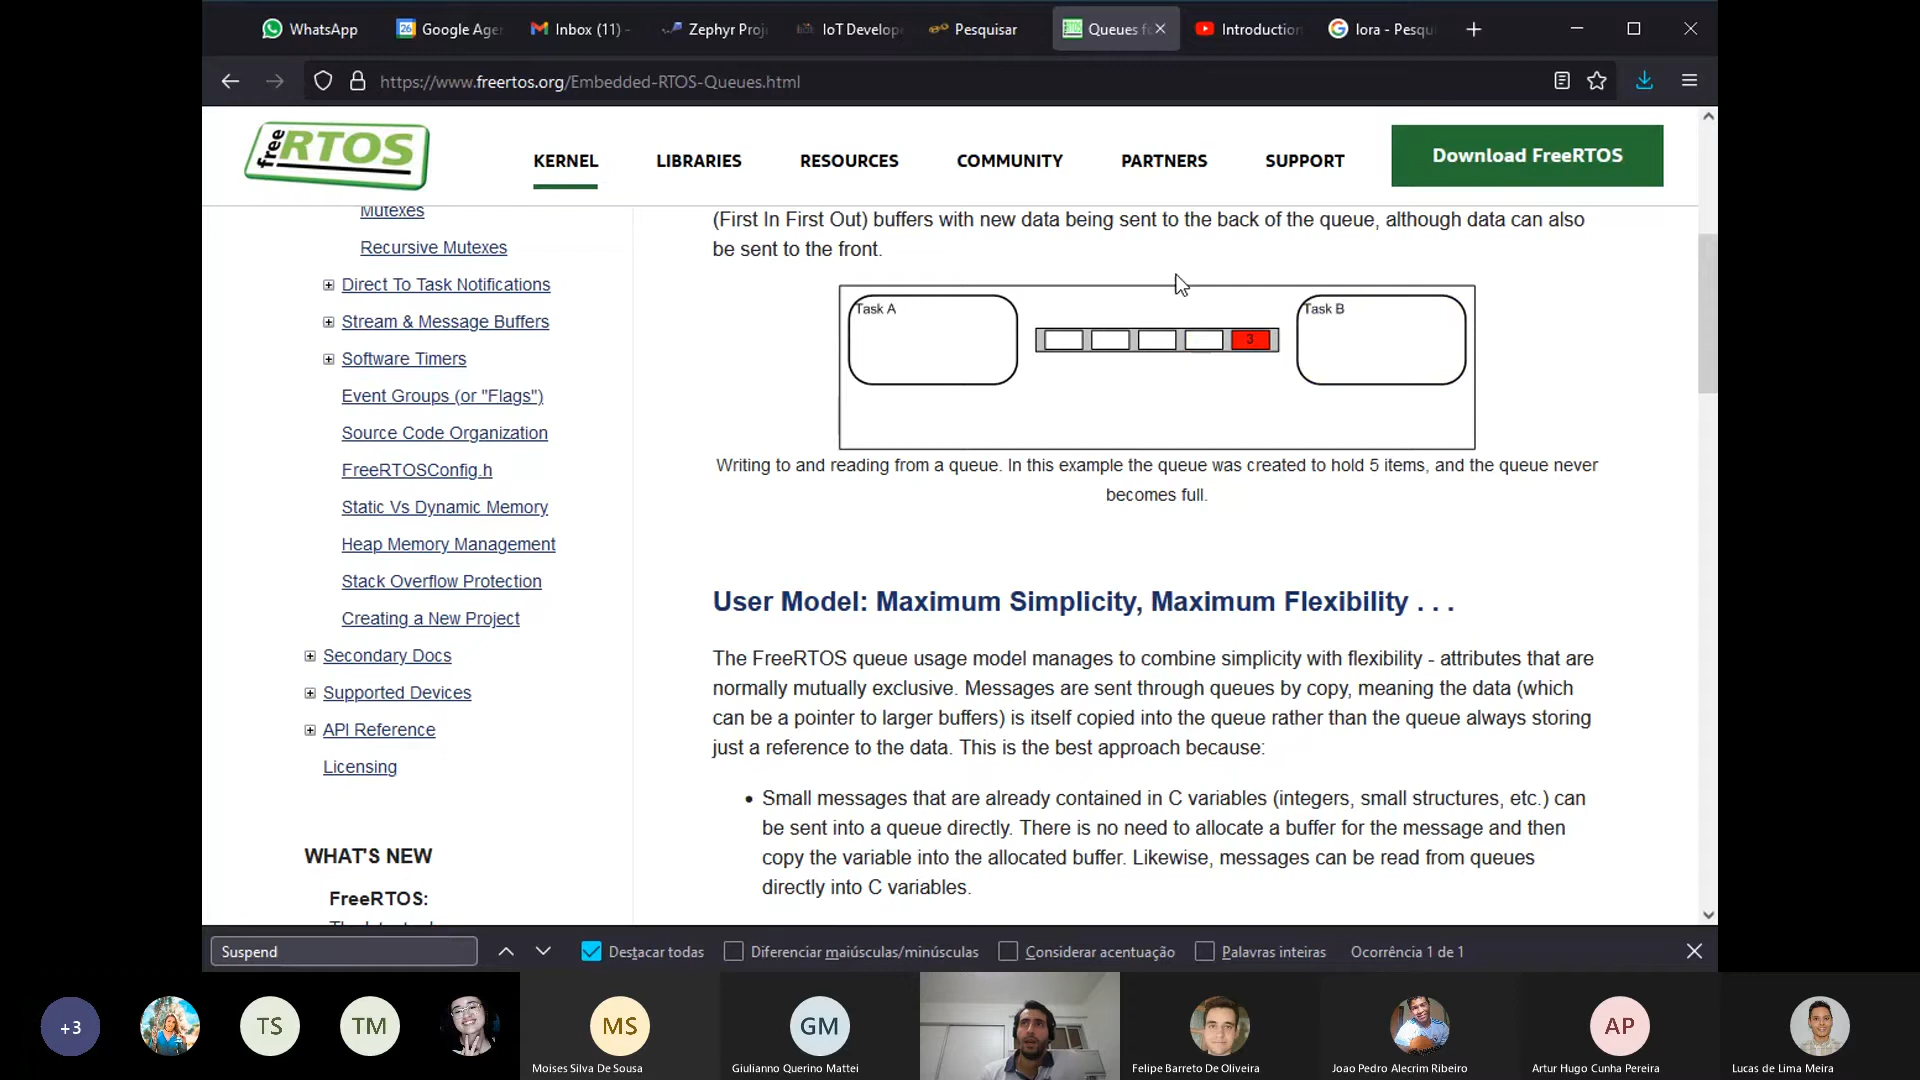 WhatsApp
26
Google Age
Inbox (11) -
Zephyr Proj
IoT Develop
Pesquisar
RTOS
Queues f
Introduction
lora - Pesqu
https://www.freertos.org/Embedded-RTOS-Queues.html
free RTOS
KERNEL
LIBRARIES
RESOURCES
COMMUNITY
PARTNERS
SUPPORT
Download FreeRTOS
Mutexes
Recursive Mutexes
Direct To Task Notifications
Stream & Message Buffers
Software Timers
Event Groups (or "Flags")
Source Code Organization
FreeRTOSConfig.h
Static Vs Dynamic Memory
Heap Memory Management
Stack Overflow Protection
Creating a New Project
Secondary Docs
Supported Devices
API Reference
Licensing
WHAT'S NEW
FreeRTOS:
(First In First Out) buffers with new data being sent to the back of the queue, although data can also
be sent to the front.
Task A
3
Task B
Writing to and reading from a queue. In this example the queue was created to hold 5 items, and the queue never
becomes full.
User Model: Maximum Simplicity, Maximum Flexibility . . .
The FreeRTOS queue usage model manages to combine simplicity with flexibility - attributes that are
normally mutually exclusive. Messages are sent through queues by copy, meaning the data (which
can be a pointer to larger buffers) is itself copied into the queue rather than the queue always storing
just a reference to the data. This is the best approach because:
• Small messages that are already contained in C variables (integers, small structures, etc.) can
be sent into a queue directly. There is no need to allocate a buffer for the message and then
copy the variable into the allocated buffer. Likewise, messages can be read from queues
directly into C variables.
Suspend
Destacar todas
Diferenciar maiúsculas/minúsculas
Considerar acentuação
Palavras inteiras
Ocorrência 1 de 1
+3
TS
TM
MS
Moises Silva De Sousa
GM
Giulianno Querino Mattei
Felipe Barreto De Oliveira
Joao Pedro Alecrim Ribeiro
AP
Artur Hugo Cunha Pereira
Lucas de Lima Meira